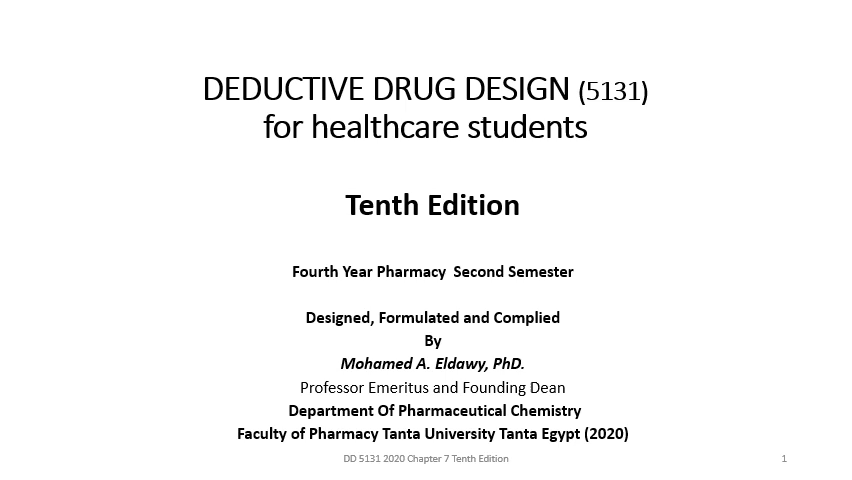 DEDUCTIVE DRUG DESIGN (5131)
for healthcare students
Tenth Edition
Fourth Year Pharmacy Second Semester
Designed, Formulated and Complied
By
Mohamed A. Eldawy, PhD.
Professor Emeritus and Founding Dean
Department Of Pharmaceutical Chemistry
Faculty of Pharmacy Tanta University Tanta Egypt (2020)
DD 5131 2020 Chapter 7 Tenth Edition
1